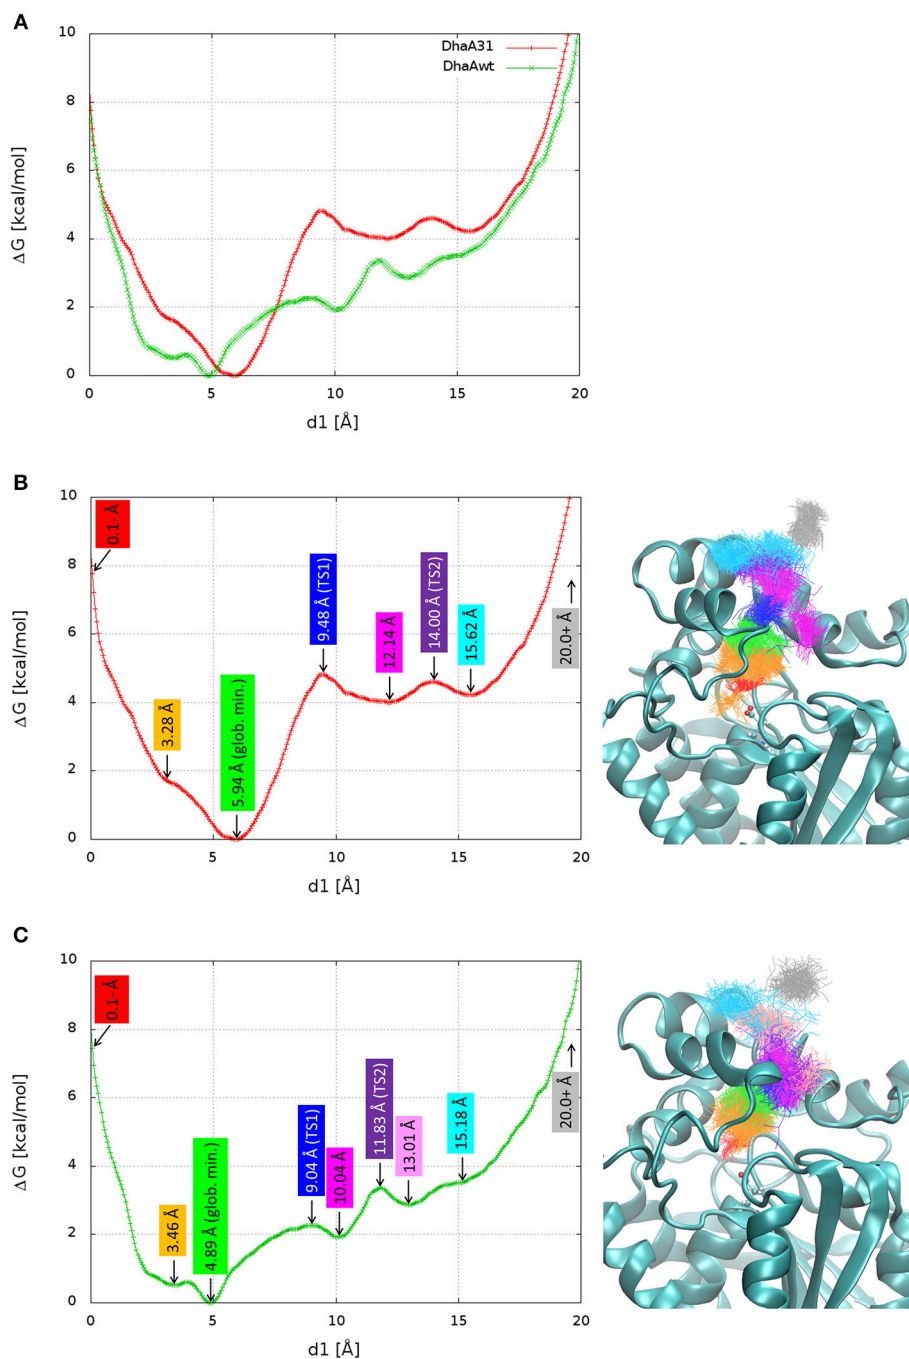 A
10
8
6
4
2
0
ΔG [kcal/mol]
DhaA31
DhaAwt
0 5 10 15 20
d1 [Å]
B
10
8
6
4
2
0
ΔG [kcal/mol]
0.1- Å
3.28 Å
5.94 Å (glob. min.)
9.48 Å (TS1)
12.14 Å
14.00 Å (TS2)
15.62 Å
20.0+ Å
0 5 10 15 20
d1 [Å]
C
10
8
6
4
2
0
ΔG [kcal/mol]
0.1- Å
3.46 Å
4.89 Å (glob. min.)
9.04 Å (TS1)
10.04 Å
11.83 Å (TS2)
13.01 Å
15.18 Å
20.0+ Å
0 5 10 15 20
d1 [Å]